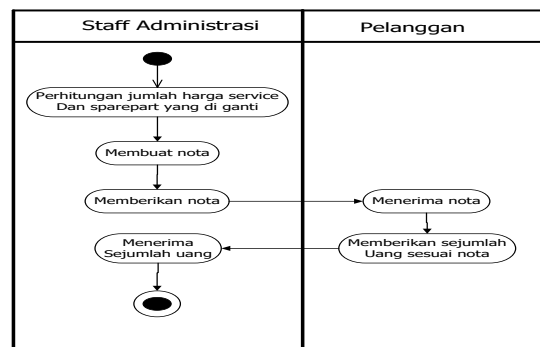 Staff Administrasi
Pelanggan
Perhitungan jumlah harga service
Dan sparepart yang di ganti
Membuat nota
Memberikan nota
Menerima nota
Memberikan sejumlah
Uang sesuai nota
Menerima
Sejumlah uang